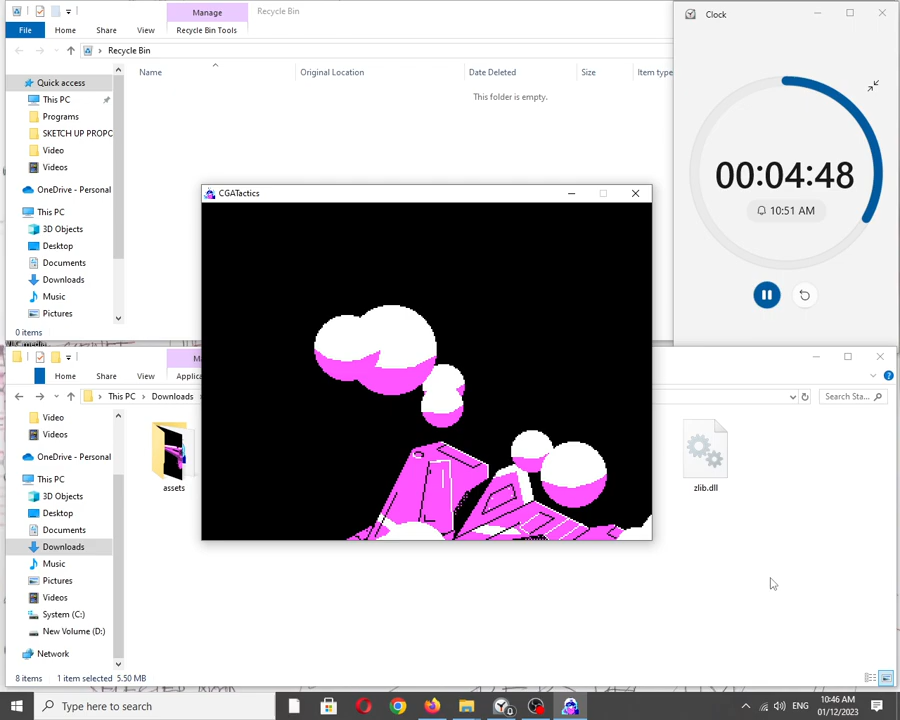 Manage
Recycle Bin
File
Home
Share
View
Recycle Bin Tools
Recycle Bin
Name
Original Location
Date Deleted
Size
Item type
This folder is empty.
Quick access
This PC
Programs
SKETCH UP PROPC
Video
Videos
OneDrive - Personal
This PC
3D Objects
Desktop
Documents
Downloads
Music
Pictures
0 items
Clock
00:04:48
10:51 AM
CGATactics
Home
Share
View
Applic
This PC
Downloads
Search Sta...
Video
Videos
OneDrive - Personal
This PC
3D Objects
Desktop
Documents
Downloads
Music
Pictures
Videos
System (C:)
New Volume (D:)
Network
assets
zlib.dll
8 items
1 item selected
5.50 MB
Type here to search
ENG
10:46 AM
01/12/2023